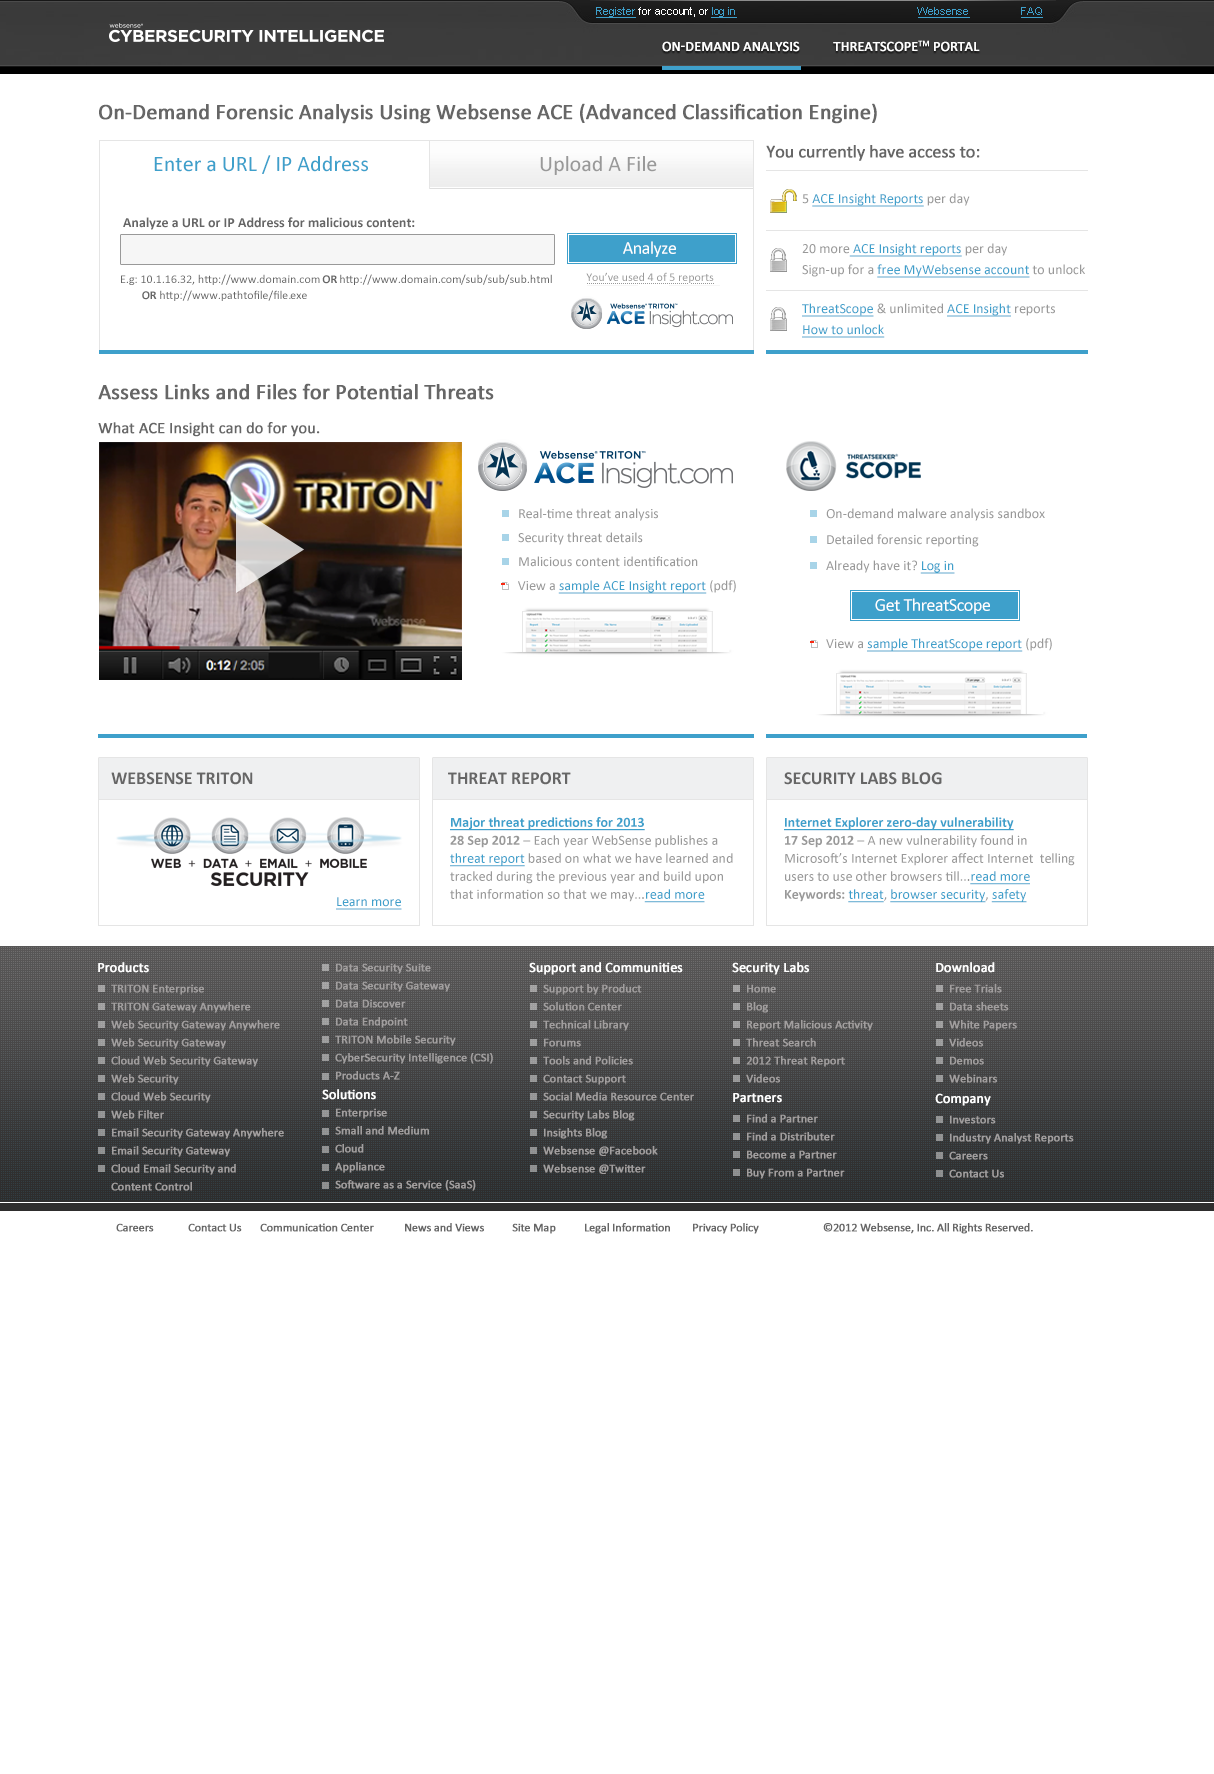 Register for account, or log in
Websense
FAQ
websense®
CYBERSECURITY INTELLIGENCE
ON-DEMAND ANALYSIS
THREATSCOPE™ PORTAL
On-Demand Forensic Analysis Using Websense ACE (Advanced Classification Engine)
Enter a URL / IP Address
Upload A File
Analyze a URL or IP Address for malicious content:
Analyze
E.g: 10.1.16.32, http://www.domain.com OR http://www.domain.com/sub/sub/sub.html
OR http://www.pathtofile/file.exe
You've used 4 of 5 reports
Websense® TRITON™
ACE Insight.com
You currently have access to:
5 ACE Insight Reports per day
20 more ACE Insight reports per day
Sign-up for a free MyWebsense account to unlock
ThreatScope & unlimited ACE Insight reports
How to unlock
Assess Links and Files for Potential Threats
What ACE Insight can do for you.
TRITON™
websense
0:12 / 2:05
Websense® TRITON™
ACE Insight.com
Real-time threat analysis
Security threat details
Malicious content identification
View a sample ACE Insight report (pdf)
THREATSEEKER®
SCOPE
On-demand malware analysis sandbox
Detailed forensic reporting
Already have it? Log in
Get ThreatScope
View a sample ThreatScope report (pdf)
WEBSENSE TRITON
WEB + DATA + EMAIL + MOBILE
SECURITY
Learn more
THREAT REPORT
Major threat predictions for 2013
28 Sep 2012 – Each year WebSense publishes a
threat report based on what we have learned and
tracked during the previous year and build upon
that information so that we may...read more
SECURITY LABS BLOG
Internet Explorer zero-day vulnerability
17 Sep 2012 – A new vulnerability found in
Microsoft's Internet Explorer affect Internet telling
users to use other browsers till...read more
Keywords: threat, browser security, safety
Products
TRITON Enterprise
TRITON Gateway Anywhere
Web Security Gateway Anywhere
Web Security Gateway
Cloud Web Security Gateway
Web Security
Cloud Web Security
Web Filter
Email Security Gateway Anywhere
Email Security Gateway
Cloud Email Security and
Content Control
Data Security Suite
Data Security Gateway
Data Discover
Data Endpoint
TRITON Mobile Security
CyberSecurity Intelligence (CSI)
Products A-Z
Solutions
Enterprise
Small and Medium
Cloud
Appliance
Software as a Service (SaaS)
Support and Communities
Support by Product
Solution Center
Technical Library
Forums
Tools and Policies
Contact Support
Social Media Resource Center
Security Labs Blog
Insights Blog
Websense @Facebook
Websense @Twitter
Security Labs
Home
Blog
Report Malicious Activity
Threat Search
2012 Threat Report
Videos
Partners
Find a Partner
Find a Distributer
Become a Partner
Buy From a Partner
Download
Free Trials
Data sheets
White Papers
Videos
Demos
Webinars
Company
Investors
Industry Analyst Reports
Careers
Contact Us
Careers
Contact Us
Communication Center
News and Views
Site Map
Legal Information
Privacy Policy
©2012 Websense, Inc. All Rights Reserved.